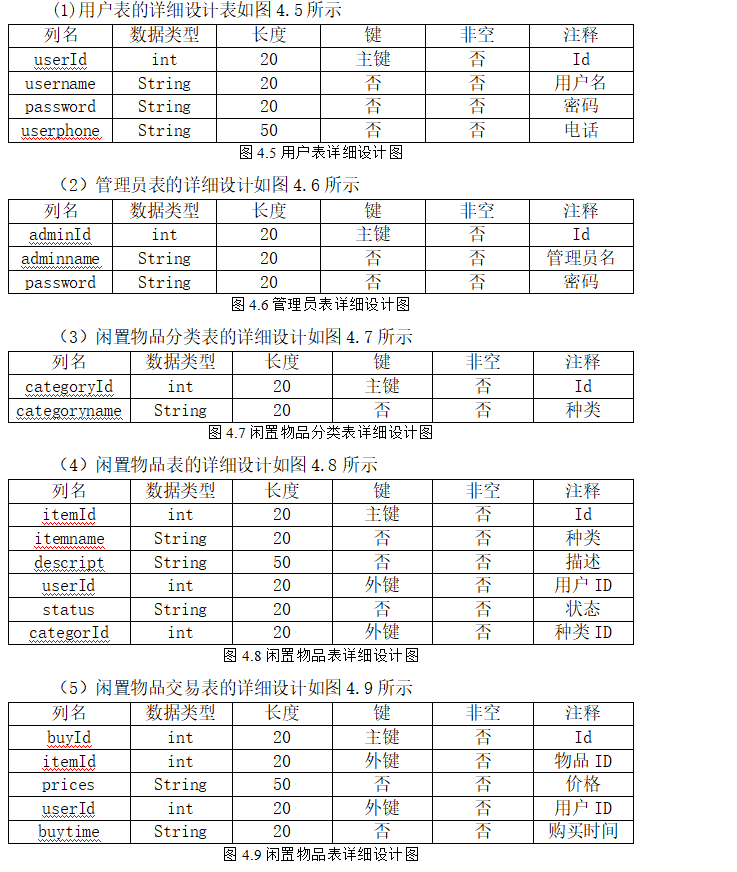 (1)用户表的详细设计表如图4.5所示
列名 数据类型 长度 键 非空 注释
userId int 20 主键 否 Id
username String 20 否 否 用户名
password String 20 否 否 密码
userphone String 50 否 否 电话
图 4.5 用户表详细设计图
（2）管理员表的详细设计如图4.6所示
列名 数据类型 长度 键 非空 注释
adminId int 20 主键 否 Id
adminname String 20 否 否 管理员名
password String 20 否 否 密码
图 4.6 管理员表详细设计图
（3）闲置物品分类表的详细设计如图4.7所示
列名 数据类型 长度 键 非空 注释
categoryId int 20 主键 否 Id
categoryname String 20 否 否 种类
图 4.7 闲置物品分类表详细设计图
（4）闲置物品表的详细设计如图4.8所示
列名 数据类型 长度 键 非空 注释
itemId int 20 主键 否 Id
itemname String 20 否 否 种类
descript String 50 否 否 描述
userId int 20 外键 否 用户ID
status String 20 否 否 状态
categorId int 20 外键 否 种类ID
图 4.8 闲置物品表详细设计图
（5）闲置物品交易表的详细设计如图4.9所示
列名 数据类型 长度 键 非空 注释
buyId int 20 主键 否 Id
itemId int 20 外键 否 物品ID
prices String 50 否 否 价格
userId int 20 外键 否 用户ID
buytime String 20 否 否 购买时间
图 4.9 闲置物品表详细设计图